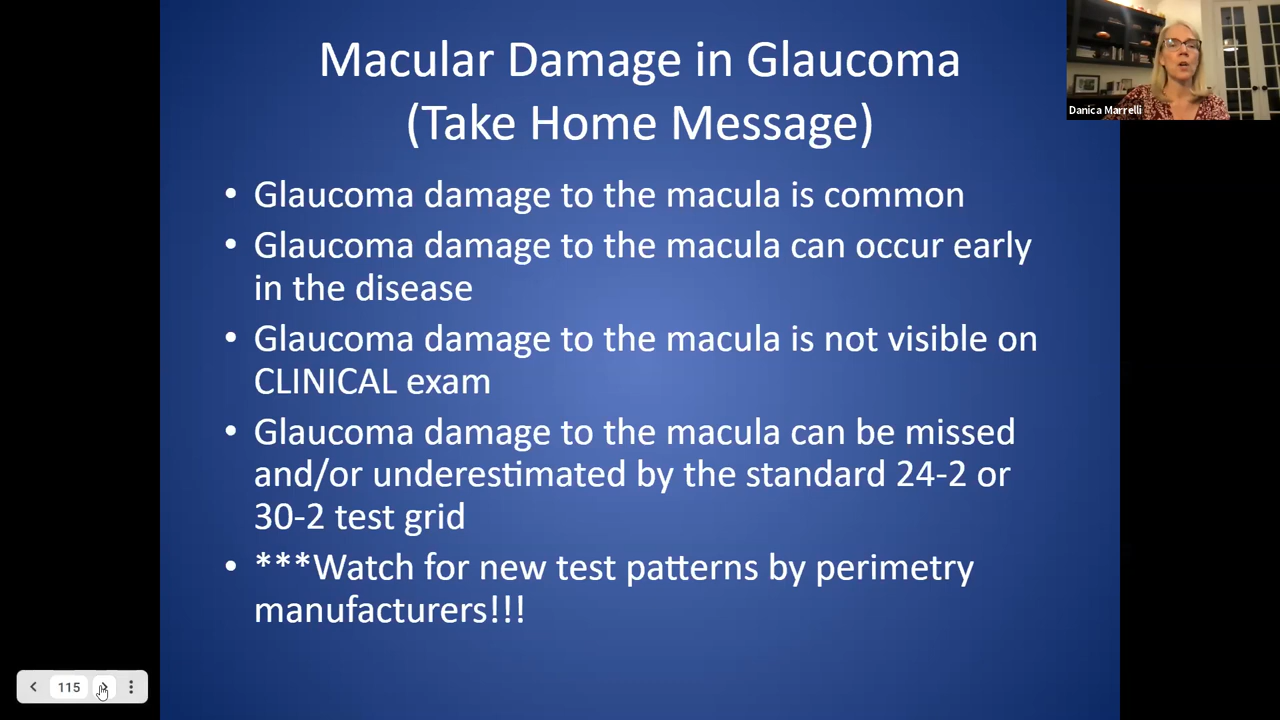 Macular Damage in Glaucoma
(Take Home Message)
Danica Marrelli
• Glaucoma damage to the macula is common
• Glaucoma damage to the macula can occur early
in the disease
• Glaucoma damage to the macula is not visible on
CLINICAL exam
• Glaucoma damage to the macula can be missed
and/or underestimated by the standard 24-2 or
30-2 test grid
• ***Watch for new test patterns by perimetry
manufacturers!!!
115